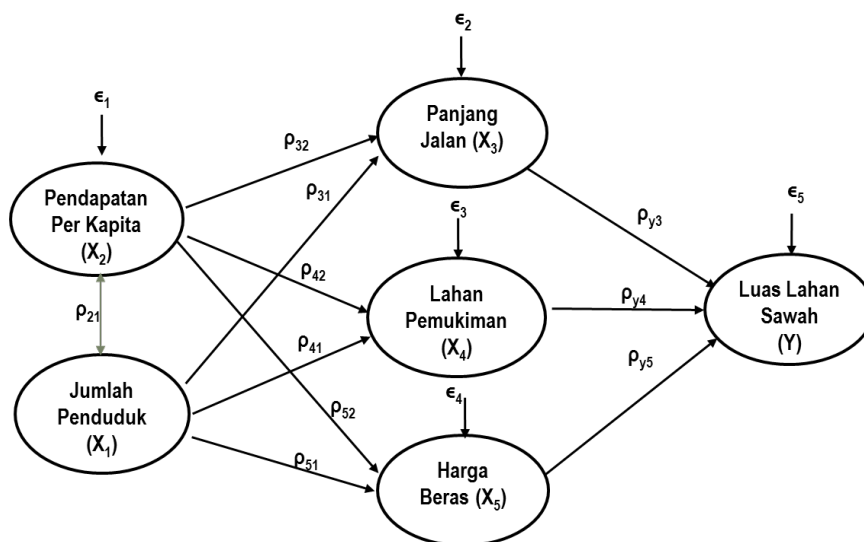 ϵ₂
ϵ₁
Panjang
Jalan (X₃)
ρ₃₂
Pendapatan
Per Kapita
(X₂)
ρ₃₁
ϵ₃
ρy₃
ϵ₅
ρ₄₂
Lahan
Pemukiman
(X₄)
ρy₄
Luas Lahan
Sawah
(Y)
ρ₂₁
ρ₄₁
ρy₅
Jumlah
Penduduk
(X₁)
ϵ₄
ρ₅₂
ρ₅₁
Harga
Beras (X₅)